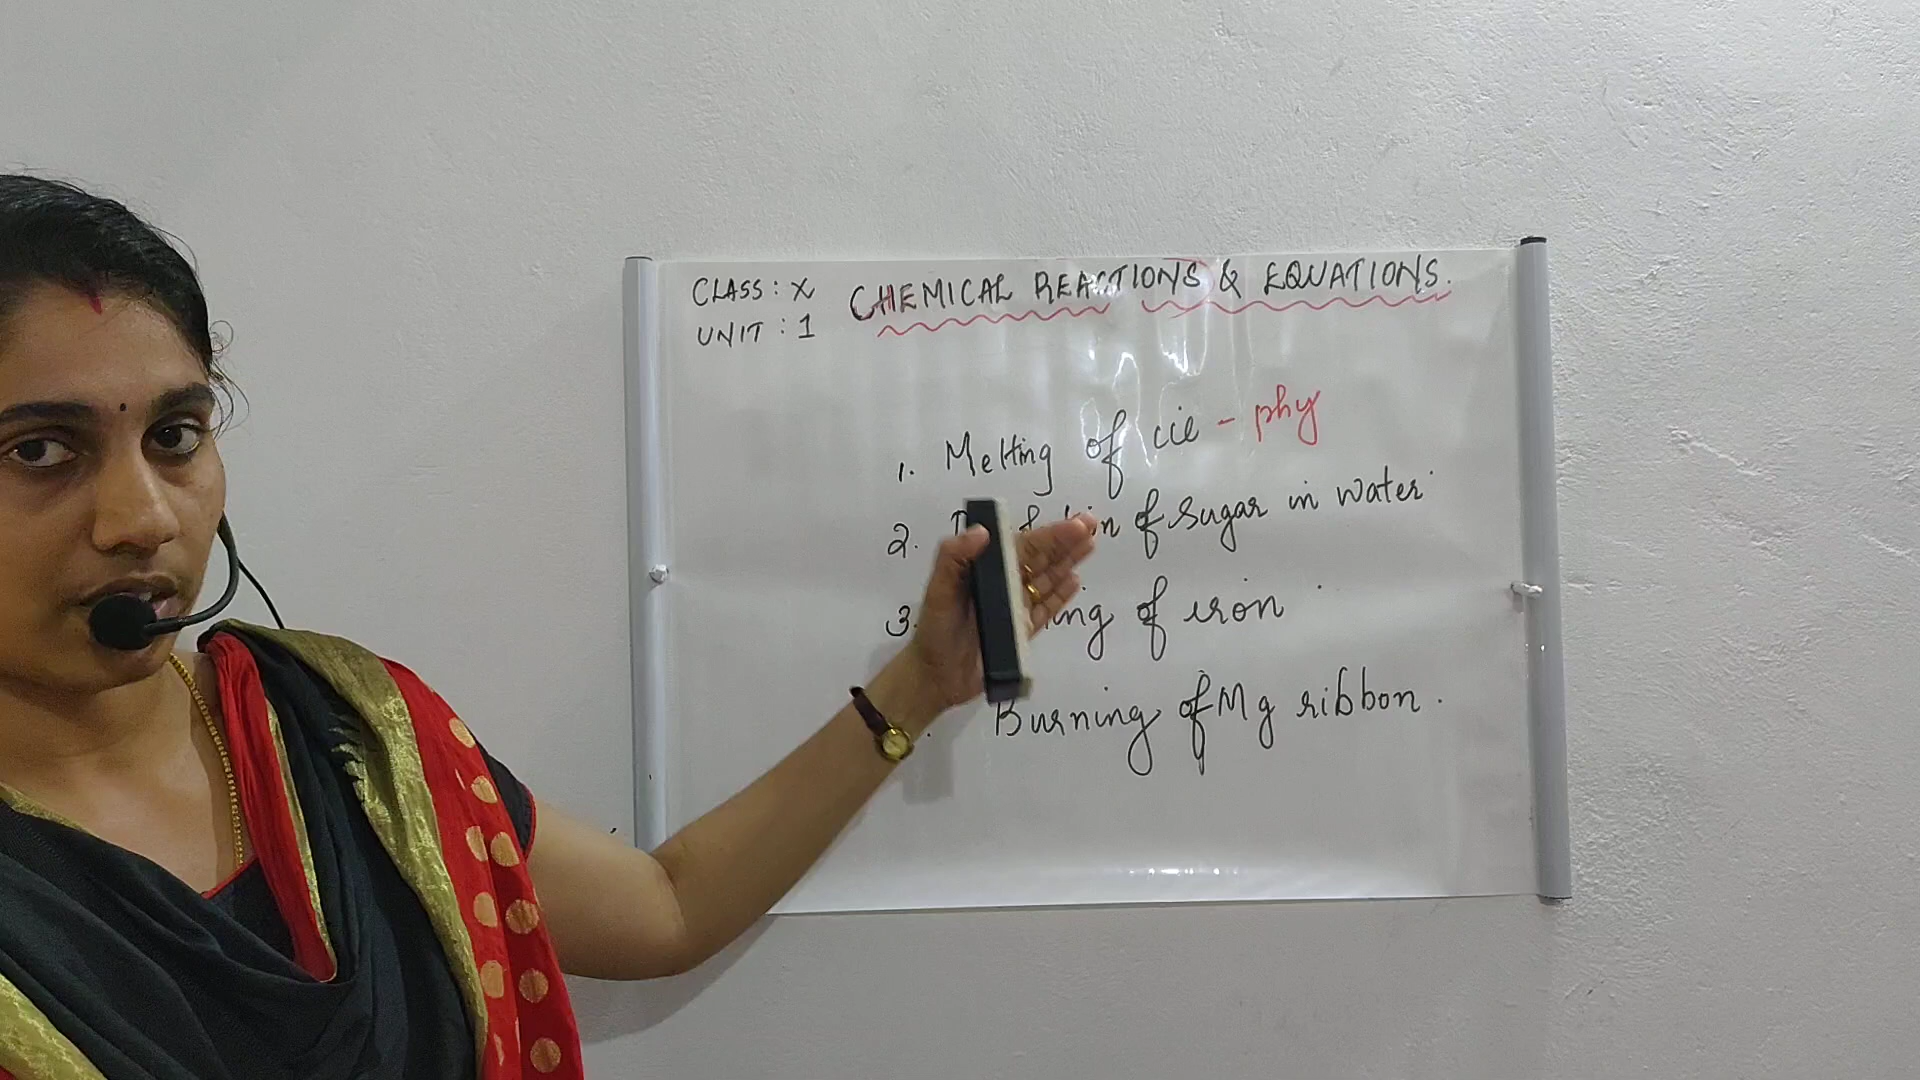 CLASS: X CHEMICAL REACTIONS & EQUATIONS.
UNIT : 1
1. Melting of ice - phy
2. of Sugar in water
3. of iron
Burning of Mg ribbon.